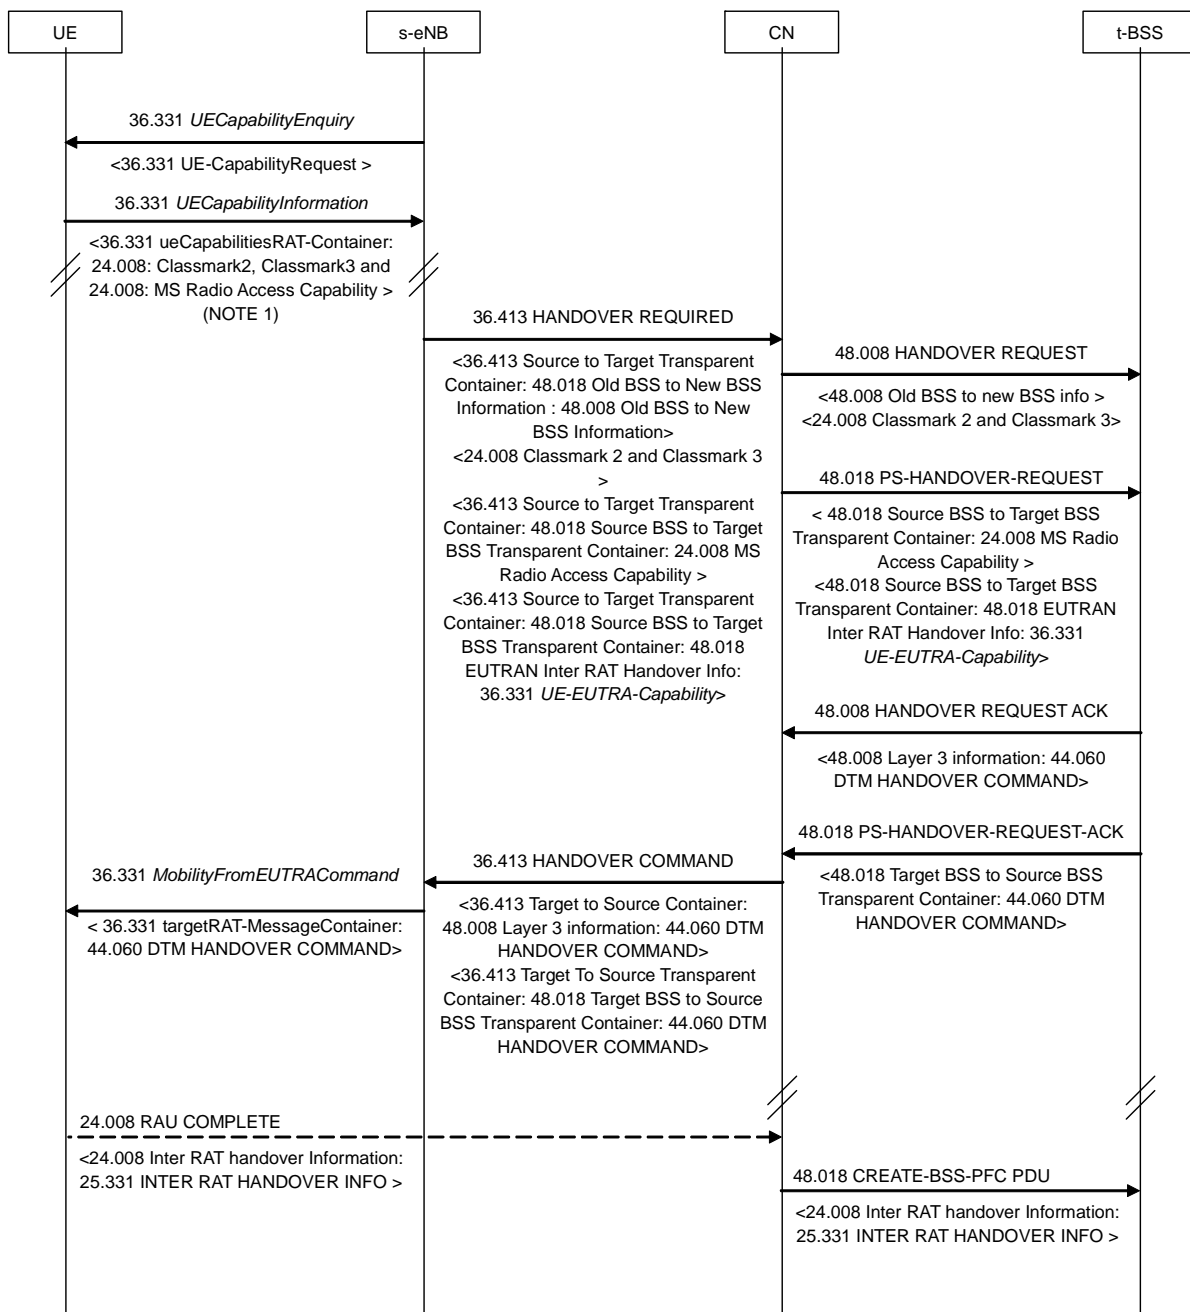 UE
s-eNB
CN
t-BSS
36.331 UECapabilityEnquiry
<36.331 UE-CapabilityRequest >
36.331 UECapabilityInformation
<36.331 ueCapabilitiesRAT-Container:
24.008: Classmark2, Classmark3 and
24.008: MS Radio Access Capability >
(NOTE 1)
36.413 HANDOVER REQUIRED
<36.413 Source to Target Transparent
Container: 48.018 Old BSS to New BSS
Information : 48.008 Old BSS to New
BSS Information>
<24.008 Classmark 2 and Classmark 3
>
<36.413 Source to Target Transparent
Container: 48.018 Source BSS to Target
BSS Transparent Container: 24.008 MS
Radio Access Capability >
<36.413 Source to Target Transparent
Container: 48.018 Source BSS to Target
BSS Transparent Container: 48.018
EUTRAN Inter RAT Handover Info:
36.331 UE-EUTRA-Capability>
48.008 HANDOVER REQUEST
<48.008 Old BSS to new BSS info >
<24.008 Classmark 2 and Classmark 3>
48.018 PS-HANDOVER-REQUEST
< 48.018 Source BSS to Target BSS
Transparent Container: 24.008 MS Radio
Access Capability >
<48.018 Source BSS to Target BSS
Transparent Container: 48.018 EUTRAN
Inter RAT Handover Info: 36.331
UE-EUTRA-Capability>
48.008 HANDOVER REQUEST ACK
<48.008 Layer 3 information: 44.060
DTM HANDOVER COMMAND>
48.018 PS-HANDOVER-REQUEST-ACK
<48.018 Target BSS to Source BSS
Transparent Container: 44.060 DTM
HANDOVER COMMAND>
36.413 HANDOVER COMMAND
<36.413 Target to Source Container:
48.008 Layer 3 information: 44.060 DTM
HANDOVER COMMAND>
<36.413 Target To Source Transparent
Container: 48.018 Target BSS to Source
BSS Transparent Container: 44.060 DTM
HANDOVER COMMAND>
36.331 MobilityFromEUTRACommand
< 36.331 targetRAT-MessageContainer:
44.060 DTM HANDOVER COMMAND>
24.008 RAU COMPLETE
<24.008 Inter RAT handover Information:
25.331 INTER RAT HANDOVER INFO >
48.018 CREATE-BSS-PFC PDU
<24.008 Inter RAT handover Information:
25.331 INTER RAT HANDOVER INFO >